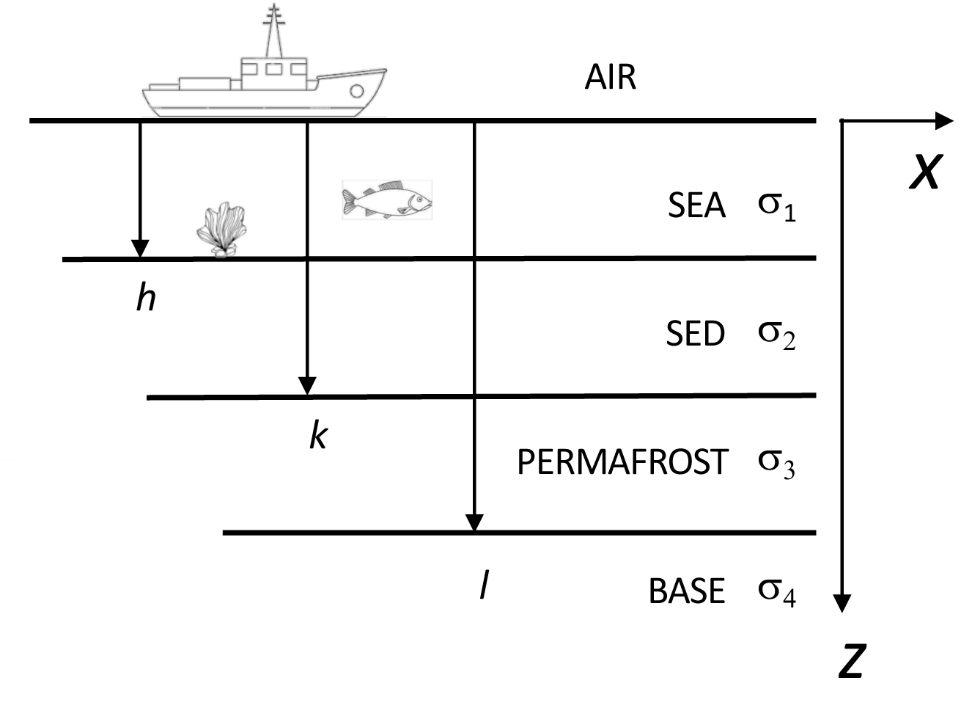 AIR
X
SEA σ1
h
SED σ2
k
PERMAFROST σ3
l
BASE σ4
Z